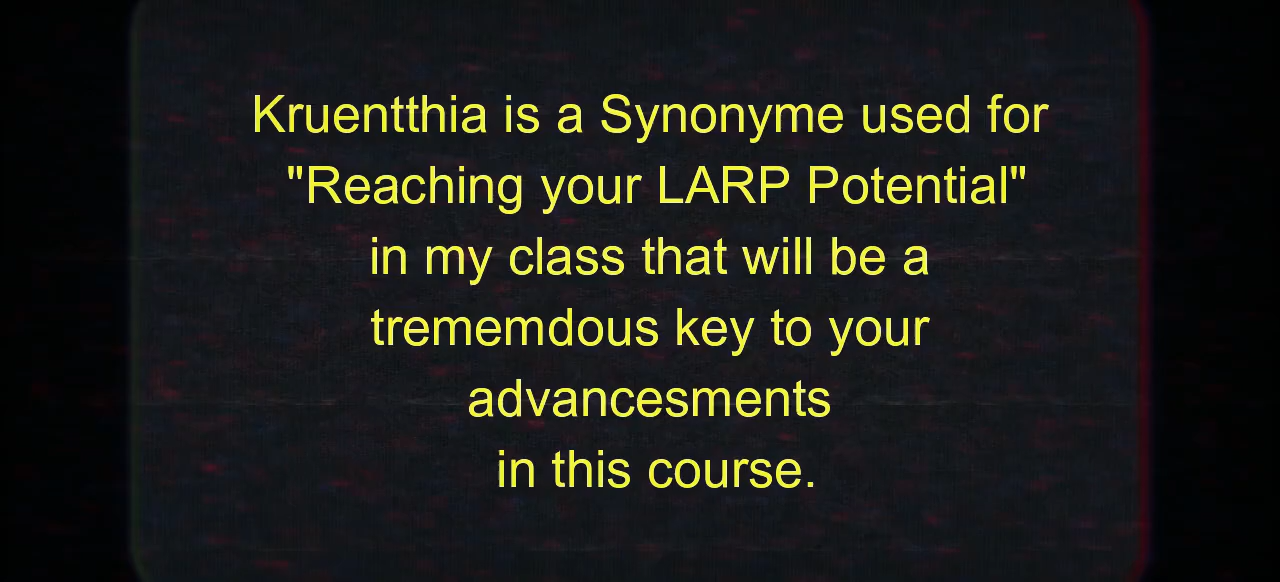 Kruentthia is a Synonyme used for
"Reaching your LARP Potential"
in my class that will be a
trememdous key to your
advancesments
in this course.